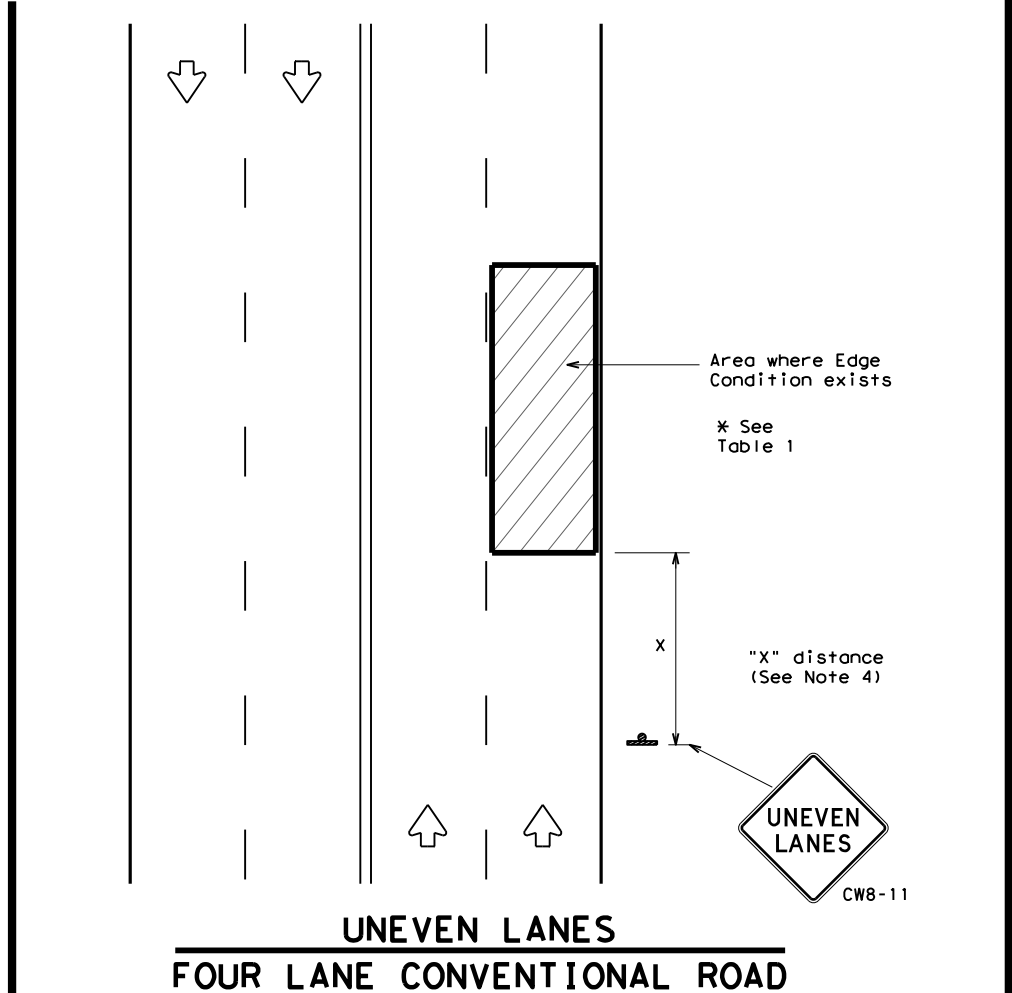 Area where Edge
Condition exists
* See
Table 1
X
"X" distance
(See Note 4)
UNEVEN
LANES
CW8-11
UNEVEN LANES
FOUR LANE CONVENTIONAL ROAD